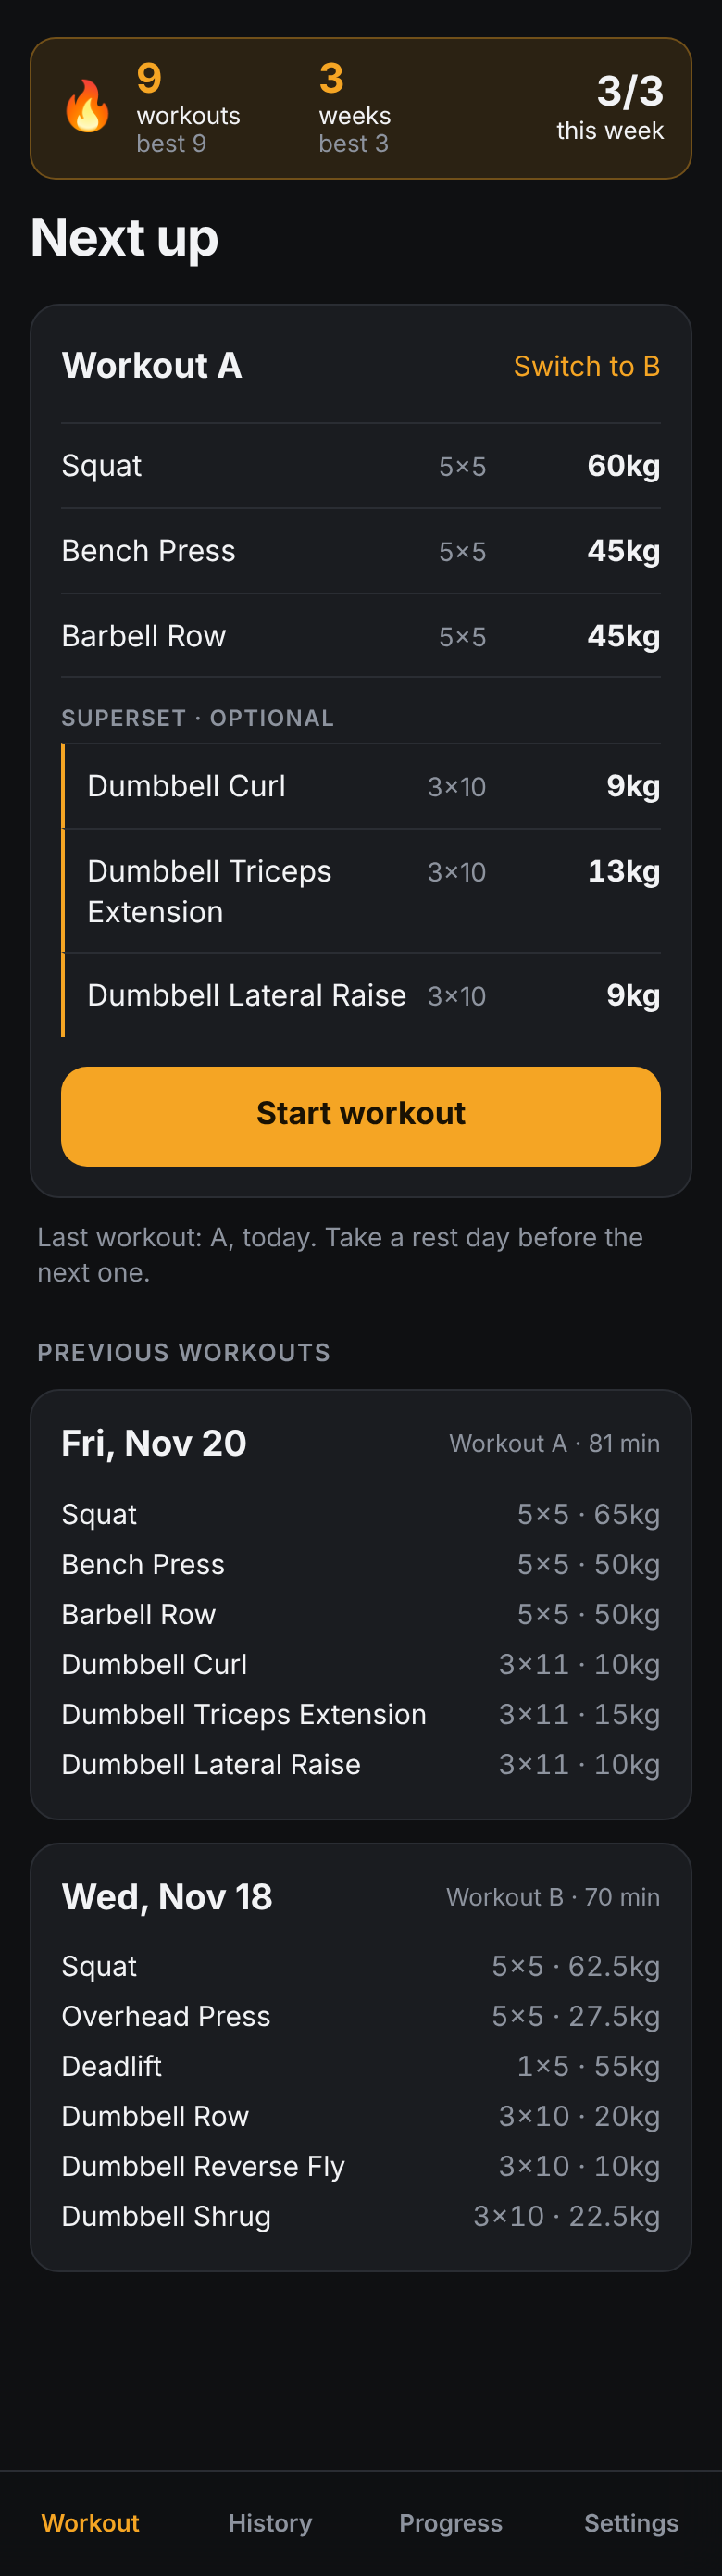 9
workouts
best 9
3
weeks
best 3
3/3
this week
Next up
Workout A
Switch to B
Squat 5×5 60kg
Bench Press 5×5 45kg
Barbell Row 5×5 45kg
SUPERSET · OPTIONAL
Dumbbell Curl 3×10 9kg
Dumbbell Triceps 3×10 13kg
Extension
Dumbbell Lateral Raise 3×10 9kg
Start workout
Last workout: A, today. Take a rest day before the
next one.
PREVIOUS WORKOUTS
Fri, Nov 20 Workout A · 81 min
Squat 5×5 · 65kg
Bench Press 5×5 · 50kg
Barbell Row 5×5 · 50kg
Dumbbell Curl 3×11 · 10kg
Dumbbell Triceps Extension 3×11 · 15kg
Dumbbell Lateral Raise 3×11 · 10kg
Wed, Nov 18 Workout B · 70 min
Squat 5×5 · 62.5kg
Overhead Press 5×5 · 27.5kg
Deadlift 1×5 · 55kg
Dumbbell Row 3×10 · 20kg
Dumbbell Reverse Fly 3×10 · 10kg
Dumbbell Shrug 3×10 · 22.5kg
Workout History Progress Settings